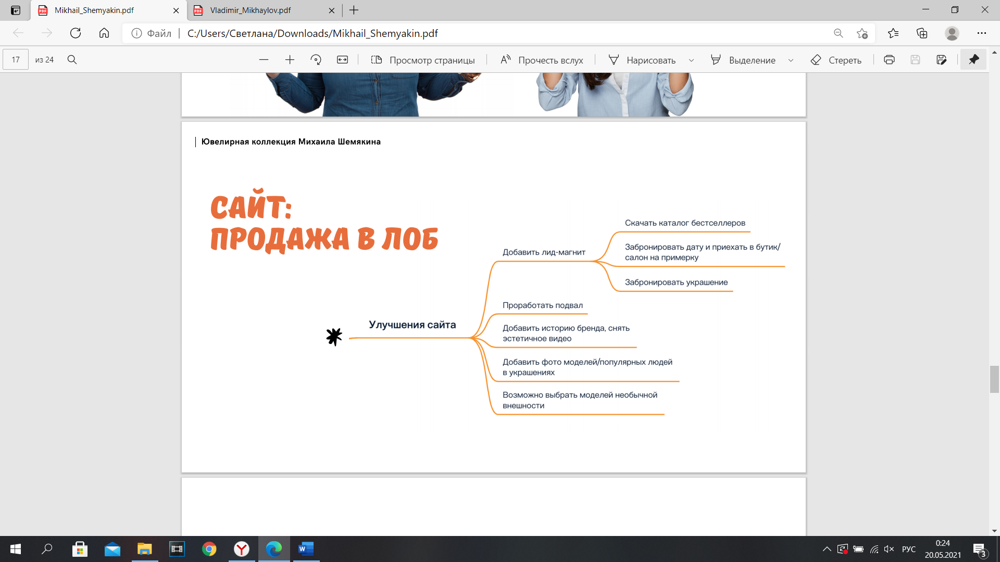 Mikhail_Shemyakin.pdf
Vladimir_Mikhaylov.pdf
Файл
C:/Users/Светлана/Downloads/Mikhail_Shemyakin.pdf
17 из 24
Просмотр страницы
Прочесть вслух
Нарисовать
Выделение
Стереть
Ювелирная коллекция Михаила Шемякина
САЙТ:
ПРОДАЖА В ЛОБ
Скачать каталог бестселлеров
Добавить лид-магнит
Забронировать дату и приехать в бутик/
салон на примерку
Забронировать украшение
Проработать подвал
Улучшения сайта
Добавить историю бренда, снять
эстетичное видео
Добавить фото моделей/популярных людей
в украшениях
Возможно выбрать моделей необычной
внешности
РУС
0:24
20.05.2021
3